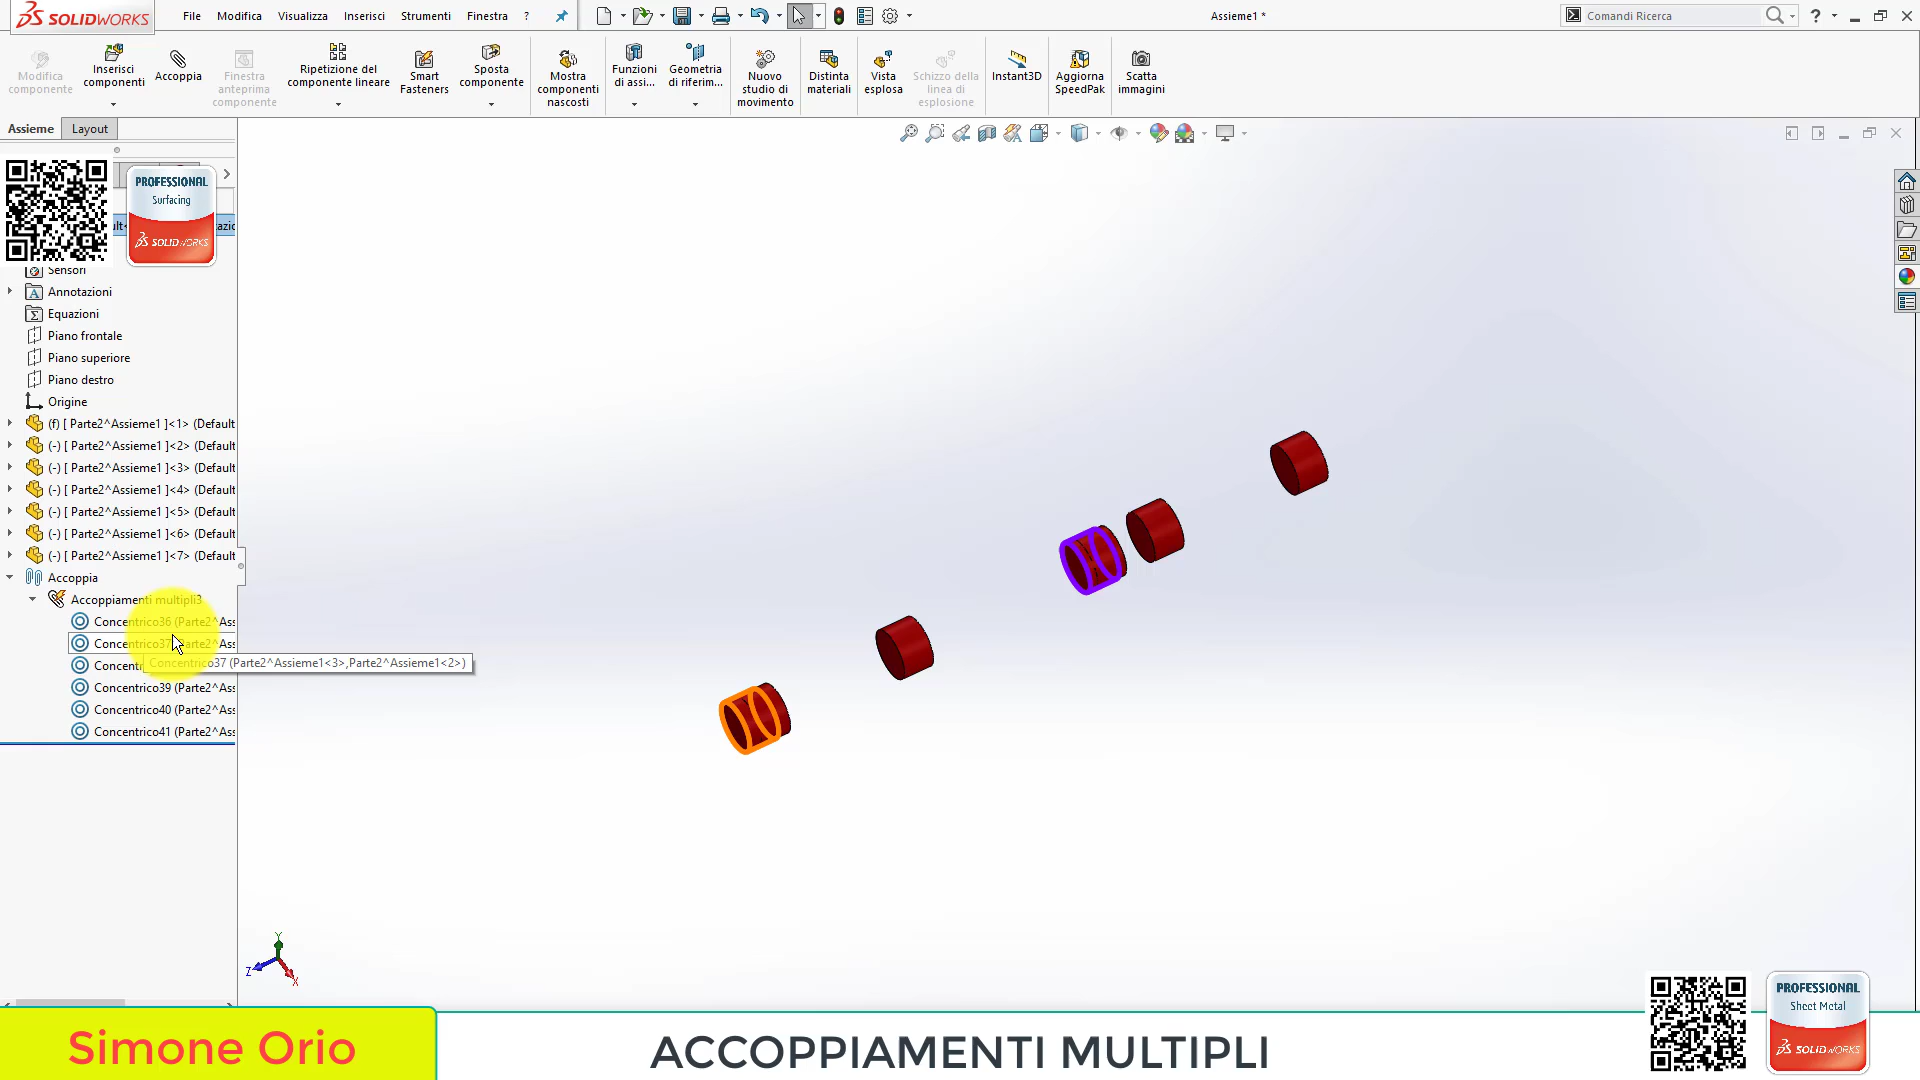 SOLIDWORKS
File
Modifica
Visualizza
Inserisci
Strumenti
Finestra
?
Assieme1 *
Comandi Ricerca
?
Modifica
componente
Inserisci
componenti
Accoppia
Finestra
anteprima
componente
Ripetizione del
componente lineare
Smart
Fasteners
Sposta
componente
Mostra
componenti
nascosti
Funzioni
di assi...
Geometria
di riferim...
Nuovo
studio di
movimento
Distinta
materiali
Vista
esplosa
Schizzo della
linea di
esplosione
Instant3D
Aggiorna
SpeedPak
Scatta
immagini
Assieme
Layout
PROFESSIONAL
Surfacing
SOLIDWORKS
Sensori
Annotazioni
Equazioni
Piano frontale
Piano superiore
Piano destro
Origine
(f) [ Parte2^Assieme1 ]<1> (Default
(-) [ Parte2^Assieme1 ]<2> (Default
(-) [ Parte2^Assieme1 ]<3> (Default
(-) [ Parte2^Assieme1 ]<4> (Default
(-) [ Parte2^Assieme1 ]<5> (Default
(-) [ Parte2^Assieme1 ]<6> (Default
(-) [ Parte2^Assieme1 ]<7> (Default
Accoppia
Accoppiamenti multipli3
Concentrico36 (Parte2^Ass
Concentrico37 (Parte2^Ass
Concentrico37 (Parte2^Assieme1<3>,Parte2^Assieme1<2>)
Concentrico39 (Parte2^Ass
Concentrico40 (Parte2^Ass
Concentrico41 (Parte2^Ass
Y
Z
X
Simone Orio
ACCOPPIAMENTI MULTIPLI
PROFESSIONAL
Sheet Metal
SOLIDWORKS